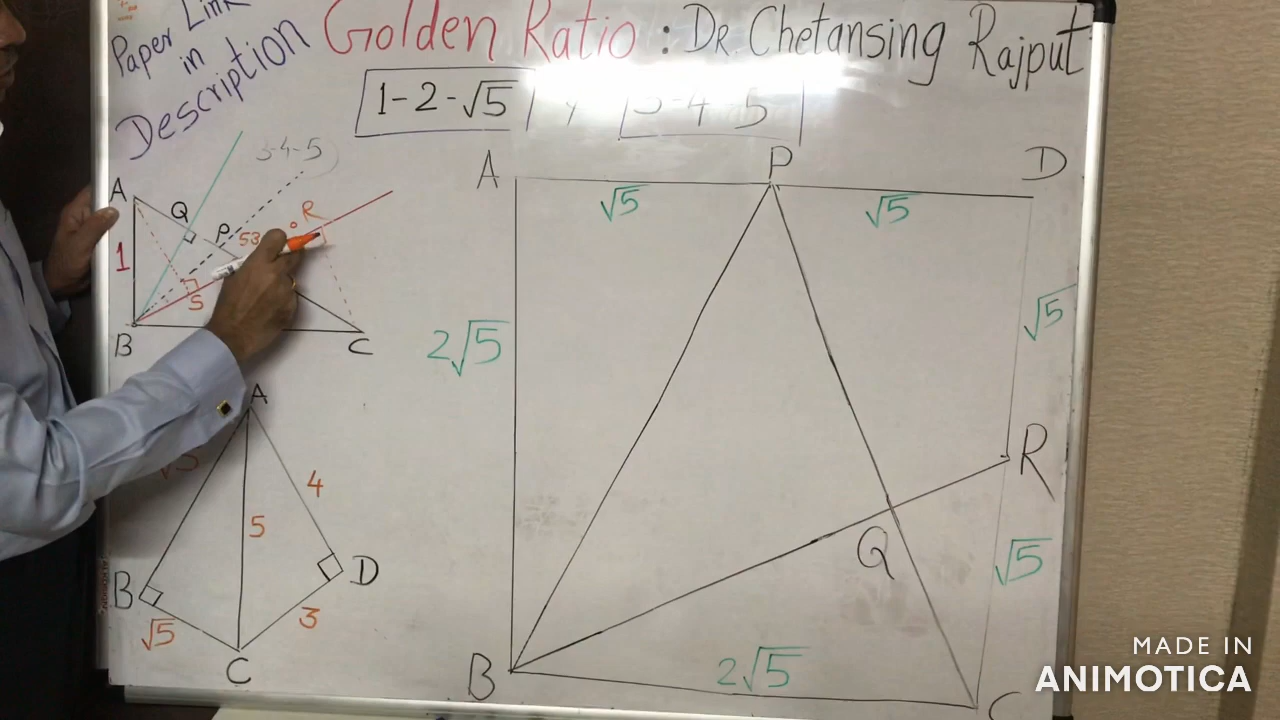 Paper Link
in
Description
Golden Ratio : DR. Chetansing Rajput
1-2-√5
3-4-5
3-4-5
A
Q
P
53
°
R
1
S
B
C
A
4
5
B
D
√5
3
C
A
P
D
√5
√5
2√5
√5
R
Q
√5
B
2√5
C
MADE IN
ANIMOTICA